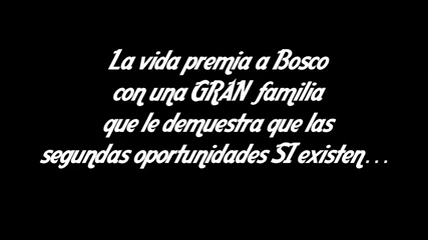 La vida premia a Bosco
con una GRAN familia
que le demuestra que las
segundas oportunidades SI existen...